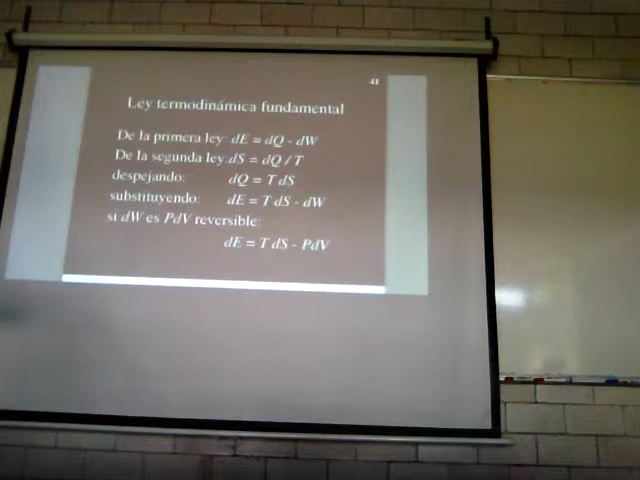 41
Ley termodinámica fundamental
De la primera ley: dE = dQ - dW
De la segunda ley: dS = dQ / T
despejando: dQ = T dS
substituyendo: dE = T dS - dW
si dW es PdV reversible:
dE = T dS - PdV